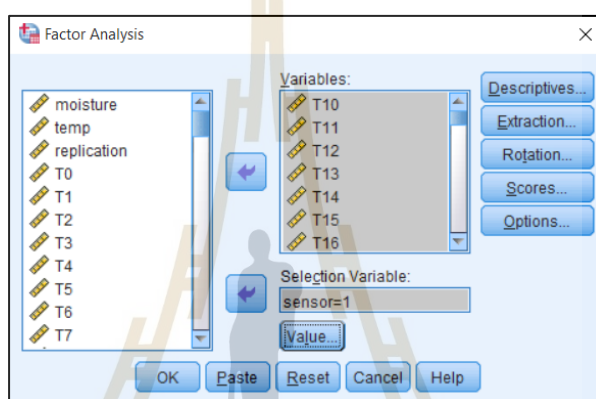 Factor Analysis
moisture
temp
replication
T0
T1
T2
T3
T4
T5
T6
T7
Variables:
T10
T11
T12
T13
T14
T15
T16
Selection Variable:
sensor=1
Value...
Descriptives...
Extraction...
Rotation...
Scores...
Options...
OK
Paste
Reset
Cancel
Help